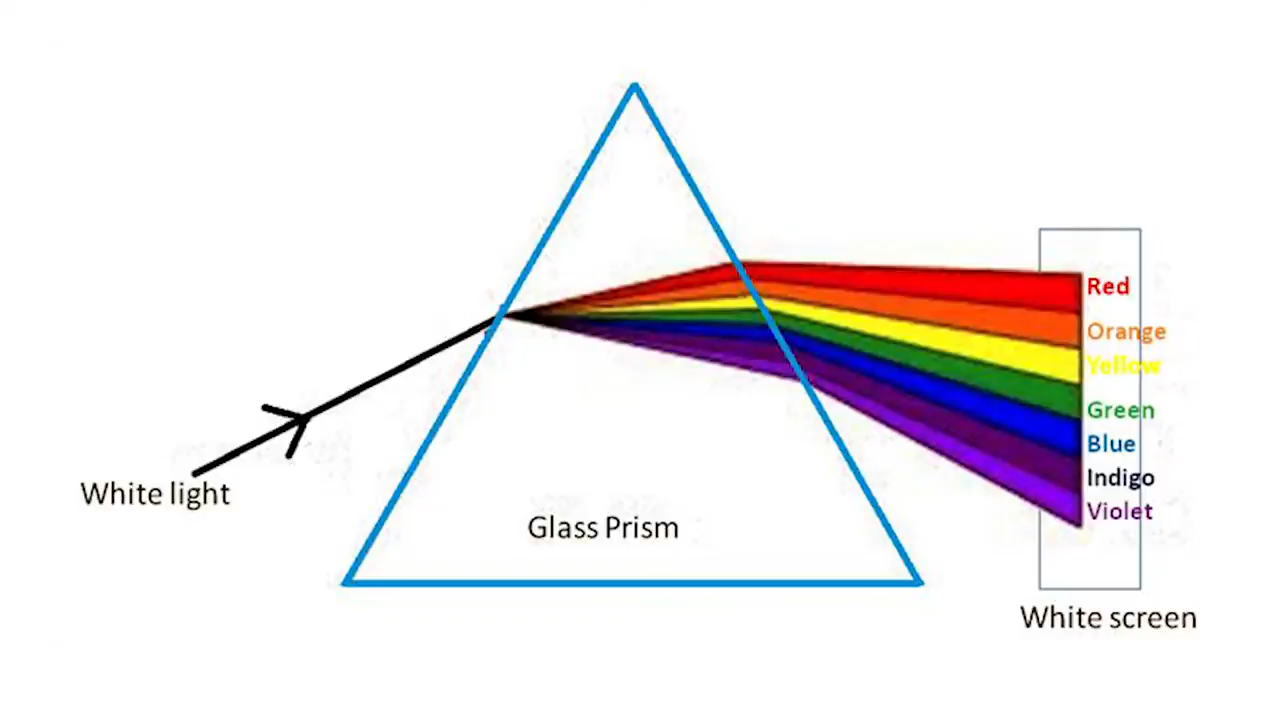 Red
Orange
Yellow
Green
Blue
Indigo
Violet
White light
Glass Prism
White screen